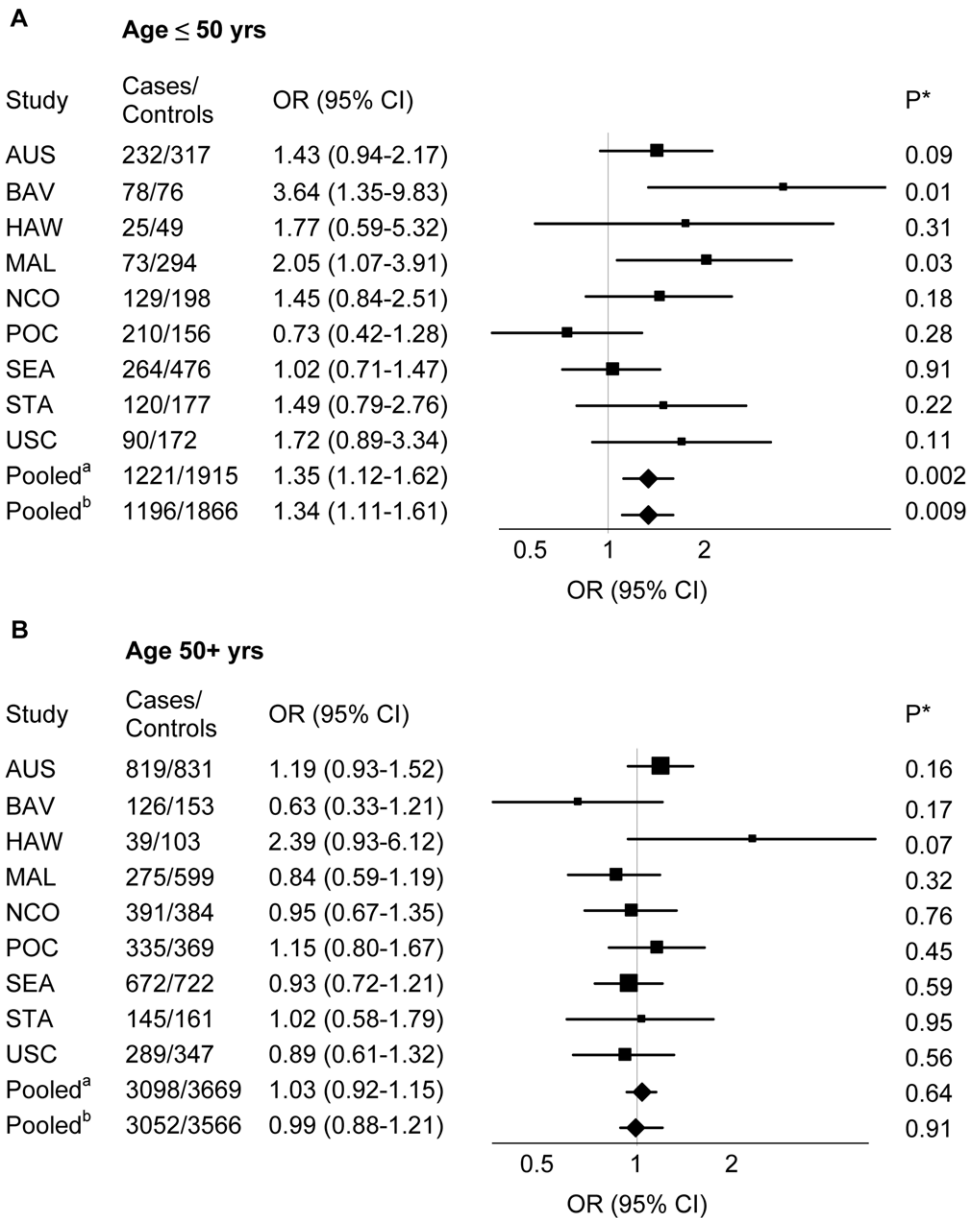 A
Age ≤ 50 yrs
Study Cases/ Controls OR (95% CI) P*
AUS 232/317 1.43 (0.94-2.17) 0.09
BAV 78/76 3.64 (1.35-9.83) 0.01
HAW 25/49 1.77 (0.59-5.32) 0.31
MAL 73/294 2.05 (1.07-3.91) 0.03
NCO 129/198 1.45 (0.84-2.51) 0.18
POC 210/156 0.73 (0.42-1.28) 0.28
SEA 264/476 1.02 (0.71-1.47) 0.91
STA 120/177 1.49 (0.79-2.76) 0.22
USC 90/172 1.72 (0.89-3.34) 0.11
Pooledᵃ 1221/1915 1.35 (1.12-1.62) 0.002
Pooledᵇ 1196/1866 1.34 (1.11-1.61) 0.009
0.5 1 2
OR (95% CI)
B
Age 50+ yrs
Study Cases/ Controls OR (95% CI) P*
AUS 819/831 1.19 (0.93-1.52) 0.16
BAV 126/153 0.63 (0.33-1.21) 0.17
HAW 39/103 2.39 (0.93-6.12) 0.07
MAL 275/599 0.84 (0.59-1.19) 0.32
NCO 391/384 0.95 (0.67-1.35) 0.76
POC 335/369 1.15 (0.80-1.67) 0.45
SEA 672/722 0.93 (0.72-1.21) 0.59
STA 145/161 1.02 (0.58-1.79) 0.95
USC 289/347 0.89 (0.61-1.32) 0.56
Pooledᵃ 3098/3669 1.03 (0.92-1.15) 0.64
Pooledᵇ 3052/3566 0.99 (0.88-1.21) 0.91
0.5 1 2
OR (95% CI)